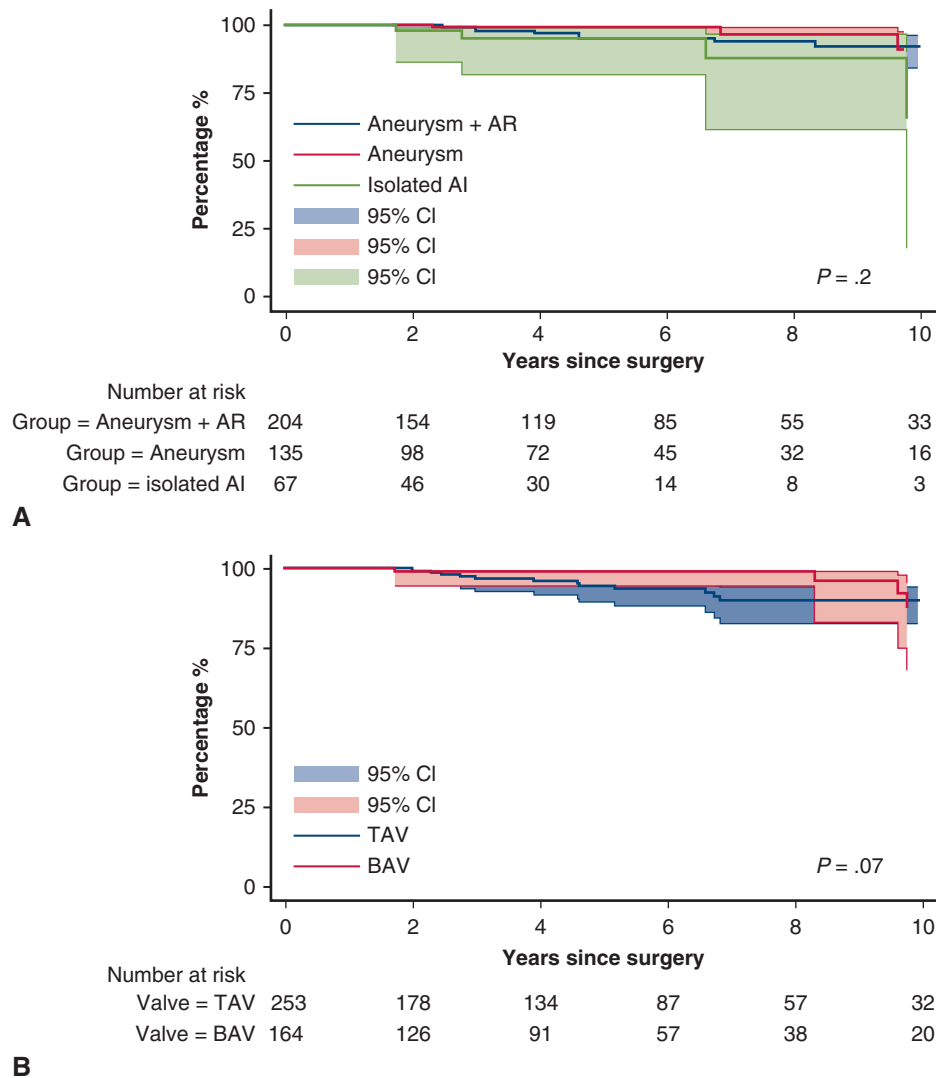 100
75
50
25
0
Percentage %
Aneurysm + AR
Aneurysm
Isolated AI
95% CI
95% CI
95% CI
P = .2
0 2 4 6 8 10
Years since surgery
Number at risk
Group = Aneurysm + AR 204 154 119 85 55 33
Group = Aneurysm 135 98 72 45 32 16
Group = isolated AI 67 46 30 14 8 3
A
100
75
50
25
0
Percentage %
95% CI
95% CI
TAV
BAV
P = .07
0 2 4 6 8 10
Years since surgery
Number at risk
Valve = TAV 253 178 134 87 57 32
Valve = BAV 164 126 91 57 38 20
B